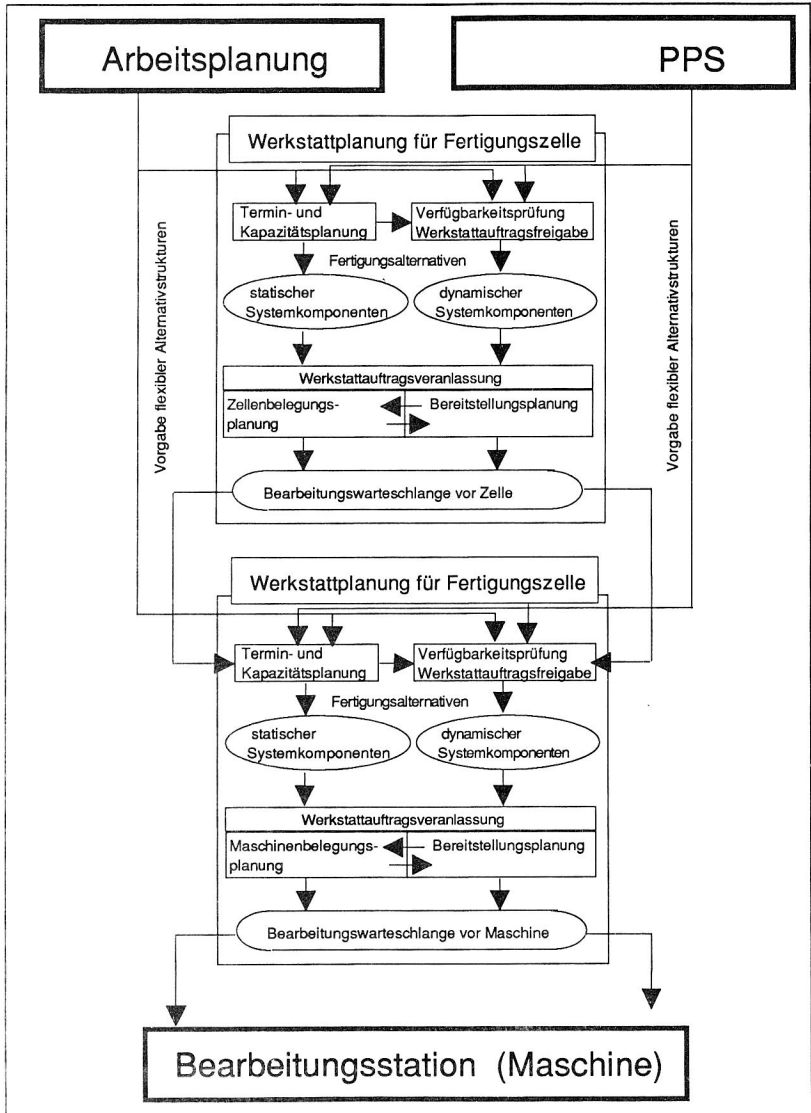 Arbeitsplanung
PPS
Werkstattplanung für Fertigungszelle
Termin- und
Kapazitätsplanung
Verfügbarkeitsprüfung
Werkstattauftragsfreigabe
Fertigungsalternativen
statischer
Systemkomponenten
dynamischer
Systemkomponenten
Werkstattauftragsveranlassung
Zellenbelegungs-
planung
Bereitstellungsplanung
Bearbeitungswarteschlange vor Zelle
Vorgabe flexibler Alternativstrukturen
Vorgabe flexibler Alternativstrukturen
Werkstattplanung für Fertigungszelle
Termin- und
Kapazitätsplanung
Verfügbarkeitsprüfung
Werkstattauftragsfreigabe
Fertigungsalternativen
statischer
Systemkomponenten
dynamischer
Systemkomponenten
Werkstattauftragsveranlassung
Maschinenbelegungs-
planung
Bereitstellungsplanung
Bearbeitungswarteschlange vor Maschine
Bearbeitungsstation (Maschine)